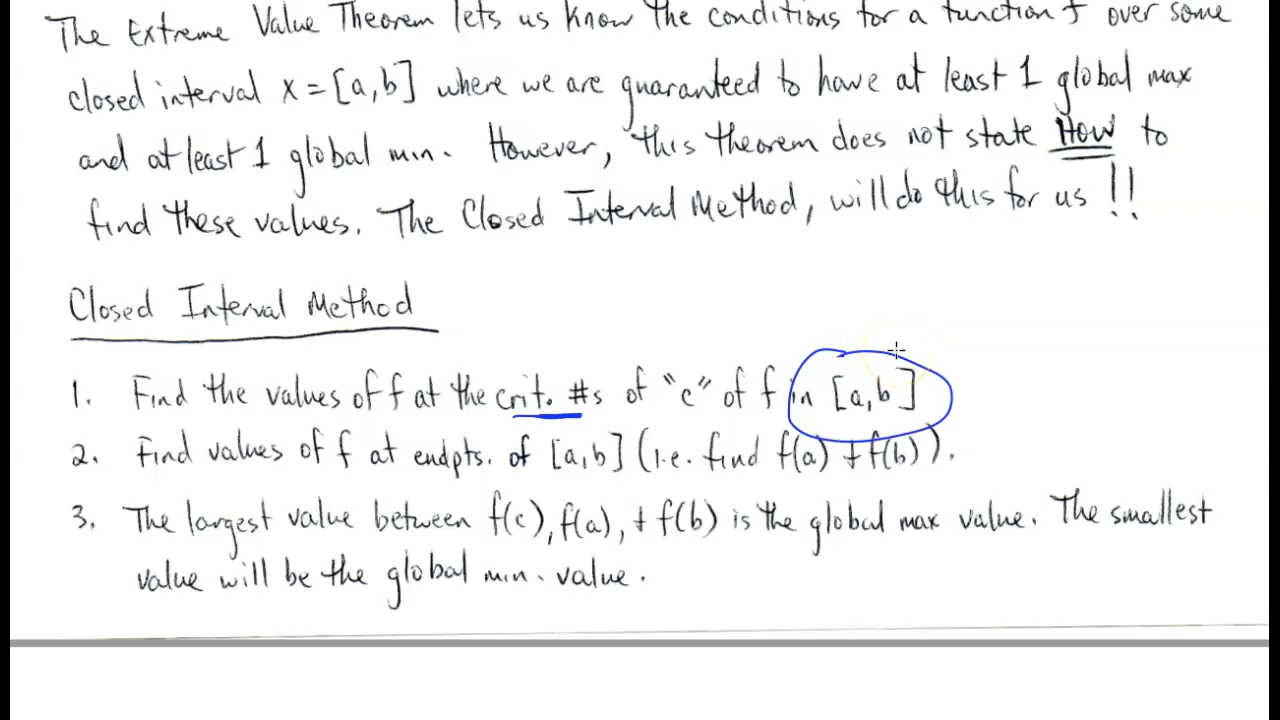 The Extreme Value Theorem lets us know the conditions for a function f over some
closed interval x = [a,b] where we are guaranteed to have at least 1 global max
and at least 1 global min. However, this theorem does not state HOW to
find these values. The Closed Interval Method, will do this for us !!
Closed Interval Method
1. Find the values of f at the crit. #s of "c" of f in [a,b]
2. Find values of f at endpts. of [a,b] (i.e. find f(a) + f(b)).
3. The largest value between f(c), f(a), + f(b) is the global max value. The smallest
value will be the global min. value.